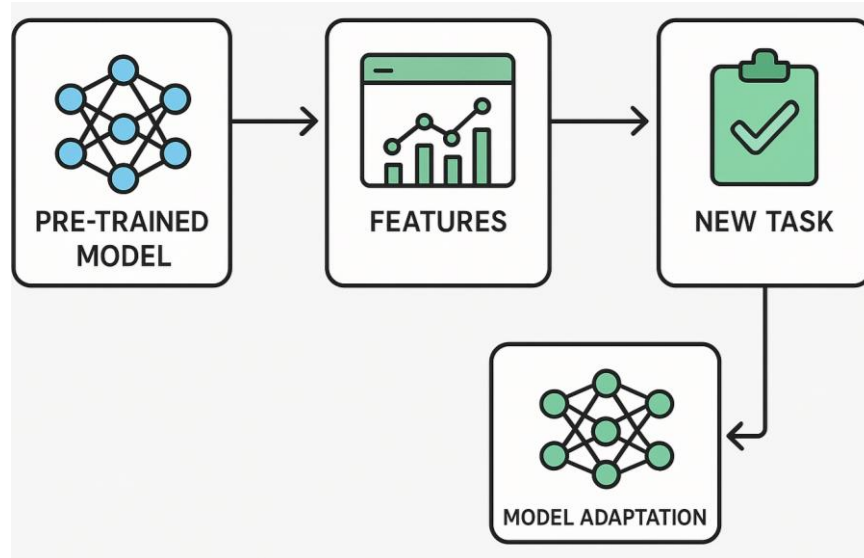 PRE-TRAINED
MODEL
FEATURES
NEW TASK
MODEL ADAPTATION